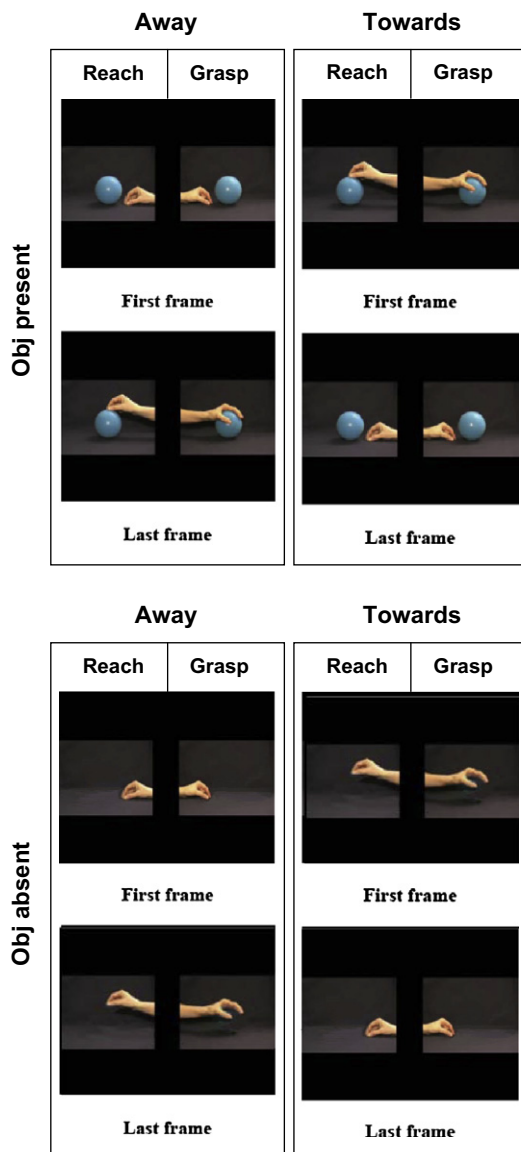 Away Towards
Reach Grasp Reach Grasp
Obj present
First frame First frame
Last frame Last frame
Away Towards
Reach Grasp Reach Grasp
Obj absent
First frame First frame
Last frame Last frame